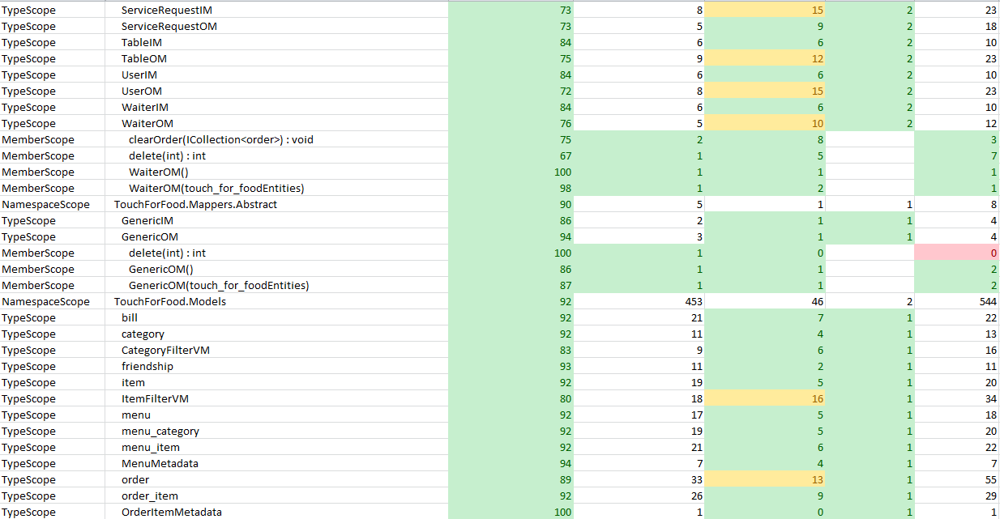 TypeScope ServiceRequestIM 73 8 15 2 23
TypeScope ServiceRequestOM 73 5 9 2 18
TypeScope TableIM 84 6 6 2 10
TypeScope TableOM 75 9 12 2 23
TypeScope UserIM 84 6 6 2 10
TypeScope UserOM 72 8 15 2 23
TypeScope WaiterIM 84 6 6 2 10
TypeScope WaiterOM 76 5 10 2 12
MemberScope clearOrder(ICollection<order>) : void 75 2 8 3
MemberScope delete(int) : int 67 1 5 7
MemberScope WaiterOM() 100 1 1 1
MemberScope WaiterOM(touch_for_foodEntities) 98 1 2 1
NamespaceScope TouchForFood.Mappers.Abstract 90 5 1 1 8
TypeScope GenericIM 86 2 1 1 4
TypeScope GenericOM 94 3 1 1 4
MemberScope delete(int) : int 100 1 0 0
MemberScope GenericOM() 86 1 1 2
MemberScope GenericOM(touch_for_foodEntities) 87 1 1 2
NamespaceScope TouchForFood.Models 92 453 46 2 544
TypeScope bill 92 21 7 1 22
TypeScope category 92 11 4 1 13
TypeScope CategoryFilterVM 83 9 6 1 16
TypeScope friendship 93 11 2 1 11
TypeScope item 92 19 5 1 20
TypeScope ItemFilterVM 80 18 16 1 34
TypeScope menu 92 17 5 1 18
TypeScope menu_category 92 19 5 1 20
TypeScope menu_item 92 21 6 1 22
TypeScope MenuMetadata 94 7 4 1 7
TypeScope order 89 33 13 1 55
TypeScope order_item 92 26 9 1 29
TypeScope OrderItemMetadata 100 1 0 1 1